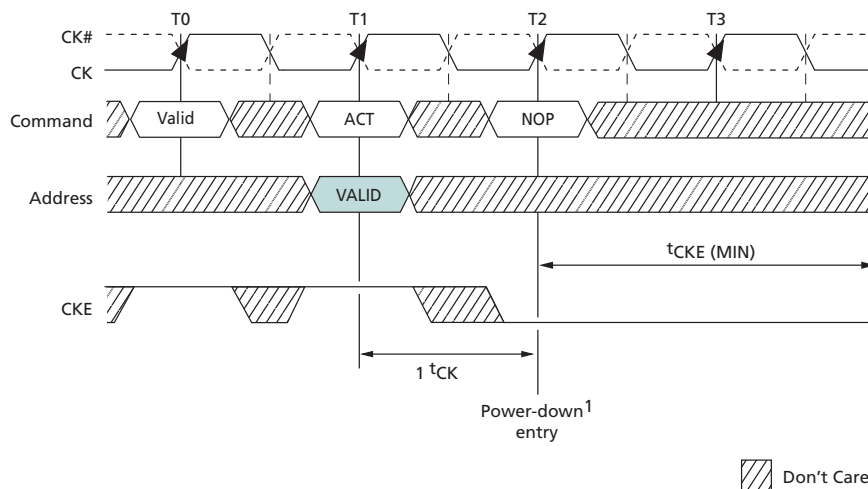 T0 T1 T2 T3
CK#
CK
Command Valid ACT NOP
Address VALID
tCKE (MIN)
CKE
1 tCK
Power-down1
entry
Don't Care